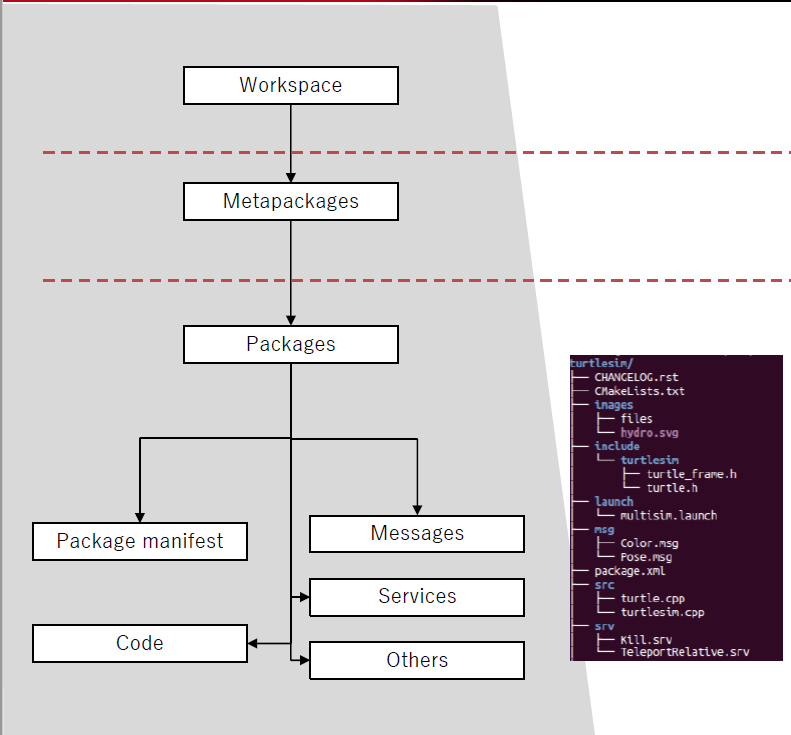 Workspace
Metapackages
Packages
Package manifest
Messages
Services
Code
Others
turtlesim/
├── CHANGELOG.rst
├── CMakeLists.txt
├── images
│   ├── files
│   └── hydro.svg
├── include
│   └── turtlesim
│       ├── turtle_frame.h
│       └── turtle.h
├── launch
│   └── multisim.launch
├── msg
│   ├── Color.msg
│   └── Pose.msg
├── package.xml
├── src
│   ├── turtle.cpp
│   └── turtlesim.cpp
└── srv
    ├── Kill.srv
    └── TeleportRelative.srv